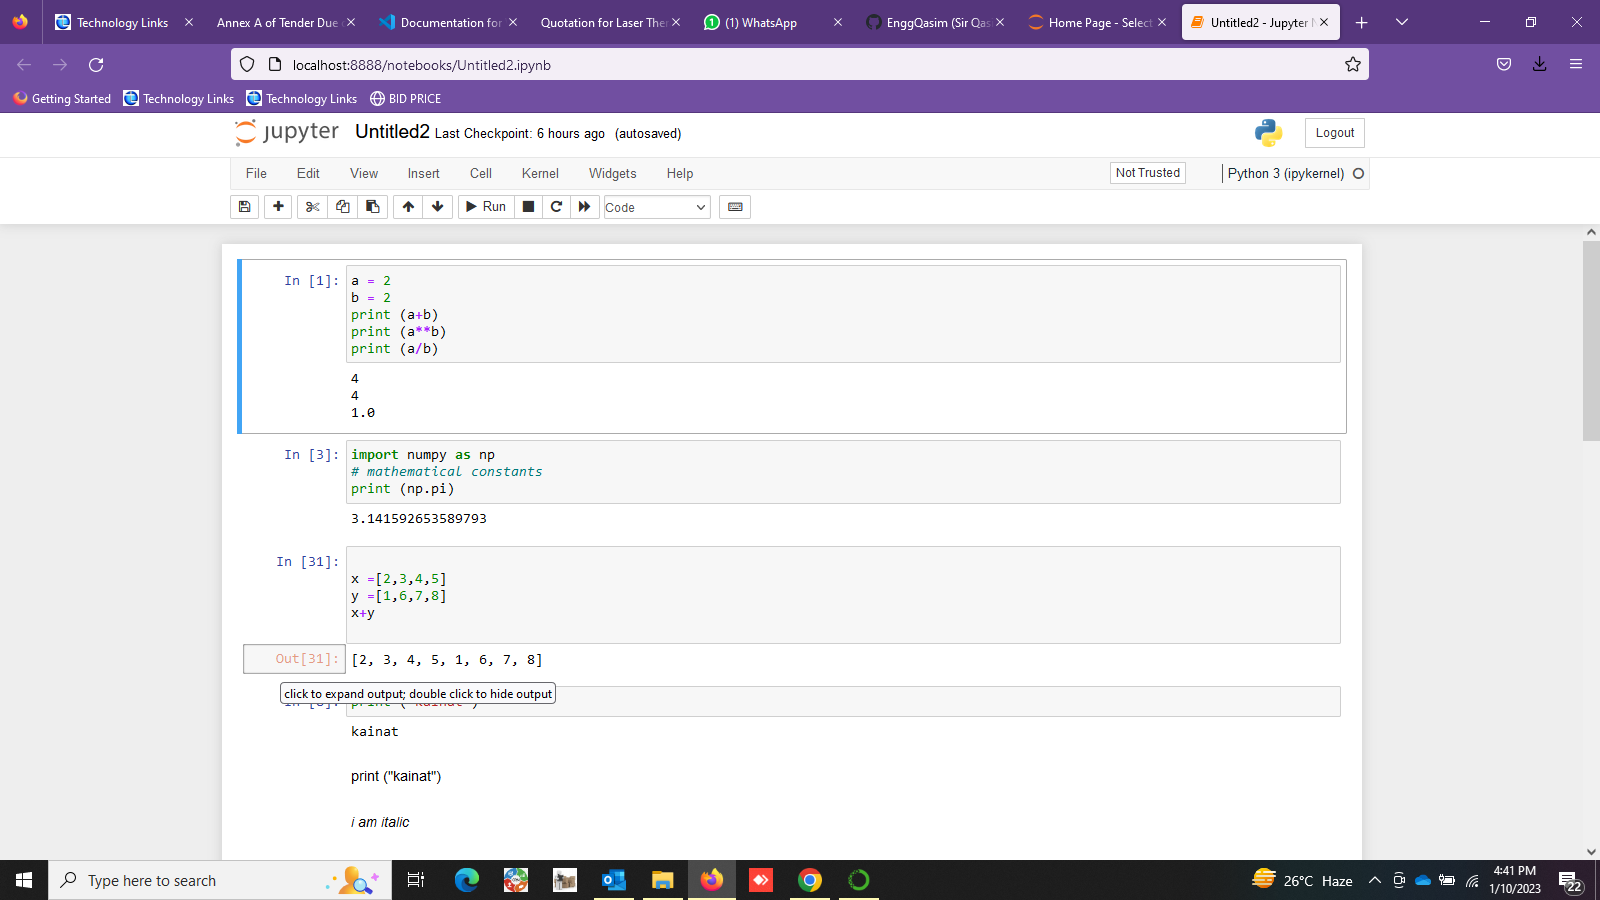 Technology Links
Annex A of Tender Due
Documentation for
Quotation for Laser Ther
(1) WhatsApp
EnggQasim (Sir Qas
Home Page - Select
Untitled2 - Jupyter
localhost:8888/notebooks/Untitled2.ipynb
Getting Started
Technology Links
Technology Links
BID PRICE
jupyter Untitled2 Last Checkpoint: 6 hours ago (autosaved)
Logout
File Edit View Insert Cell Kernel Widgets Help
Not Trusted
Python 3 (ipykernel)
Run
Code
In [1]:
a = 2
b = 2
print (a+b)
print (a**b)
print (a/b)
4
4
1.0
In [3]:
import numpy as np
# mathematical constants
print (np.pi)
3.141592653589793
In [31]:
x =[2,3,4,5]
y =[1,6,7,8]
x+y
Out[31]: [2, 3, 4, 5, 1, 6, 7, 8]
click to expand output; double click to hide output
kainat
print ("kainat")
i am italic
Type here to search
26°C Haze
4:41 PM
1/10/2023
22